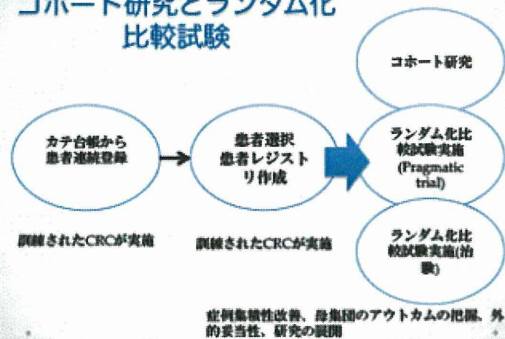 コホート研究とランダム化
比較試験
コホート研究
カテ台帳から
患者連続登録
患者選択
患者レジスト
リ作成
ランダム化比
較試験実施
(Pragmatic
trial)
ランダム化比
較試験実施(治
験)
訓練されたCRCが実施
訓練されたCRCが実施
症例集積性改善、母集団のアウトカムの把握、外
的妥当性、研究の展開